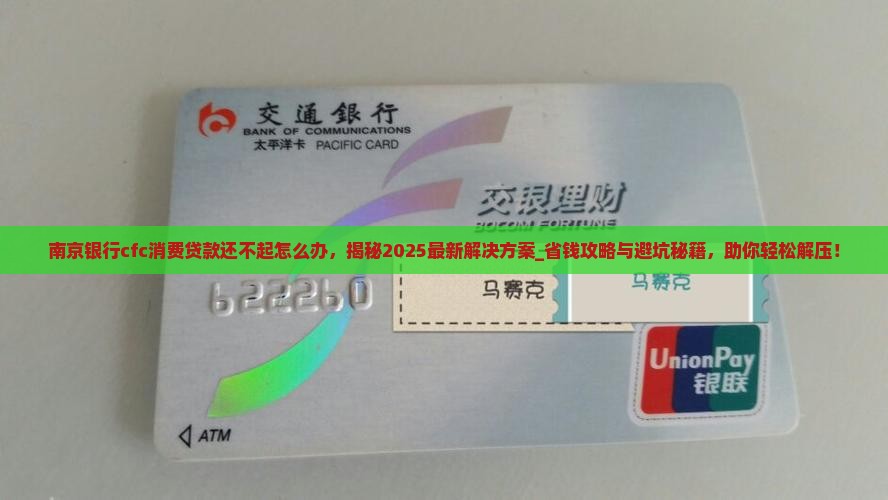 交通銀行
BANK OF COMMUNICATIONS
太平洋卡 PACIFIC CARD
交银理财
BOCOM FORTUNE
南京银行cfc消费贷款还不起怎么办，揭秘2025最新解决方案_省钱攻略与避坑秘籍，助你轻松解压！
622260
马赛克
马赛克
UnionPay
银联
ATM